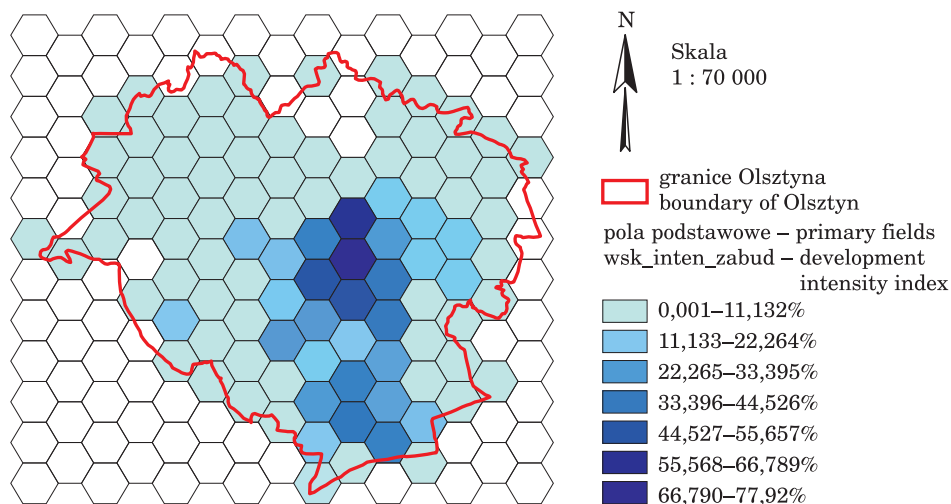 N
Skala
1 : 70 000
granice Olsztyna
boundary of Olsztyn
pola podstawowe – primary fields
wsk_inten_zabud – development
intensity index
0,001–11,132%
11,133–22,264%
22,265–33,395%
33,396–44,526%
44,527–55,657%
55,568–66,789%
66,790–77,92%